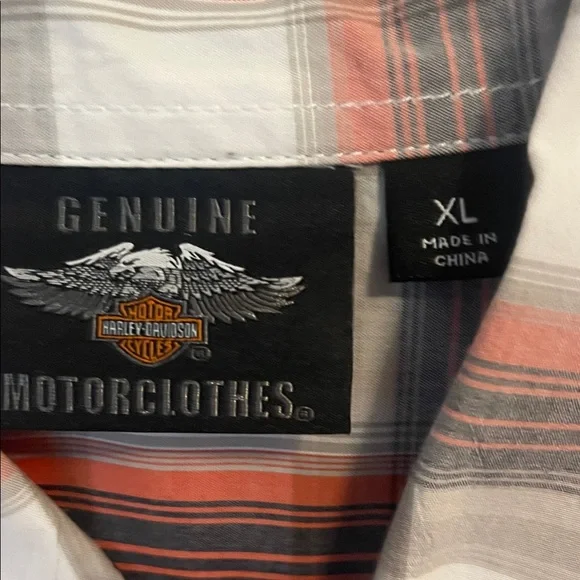 GENUINE
MOTOR
HARLEY-DAVIDSON
CYCLES
MOTORCLOTHES®
XL
MADE IN
CHINA